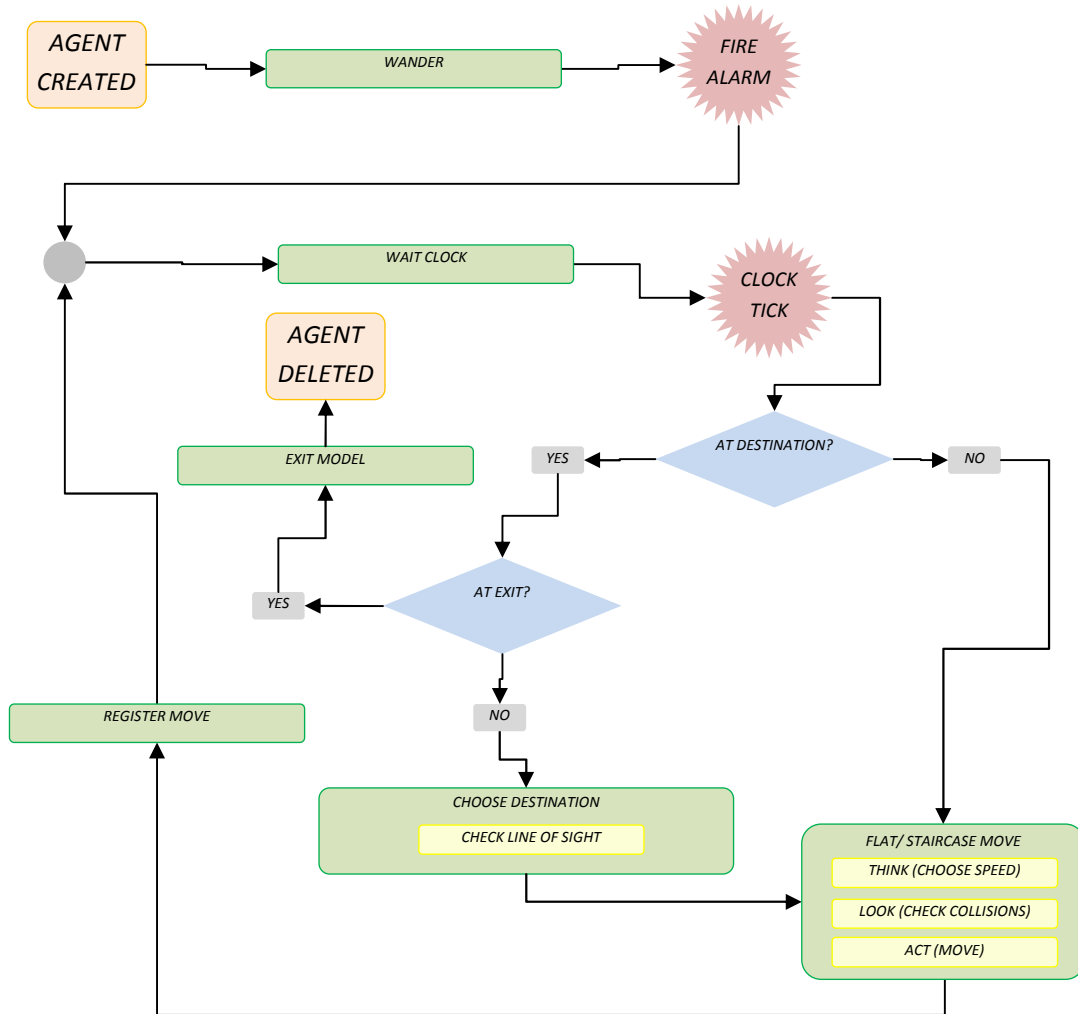 AGENT
CREATED
WANDER
FIRE
ALARM
WAIT CLOCK
CLOCK
TICK
AGENT
DELETED
AT DESTINATION?
EXIT MODEL
YES
NO
AT EXIT?
YES
REGISTER MOVE
NO
CHOOSE DESTINATION
CHECK LINE OF SIGHT
FLAT/ STAIRCASE MOVE
THINK (CHOOSE SPEED)
LOOK (CHECK COLLISIONS)
ACT (MOVE)